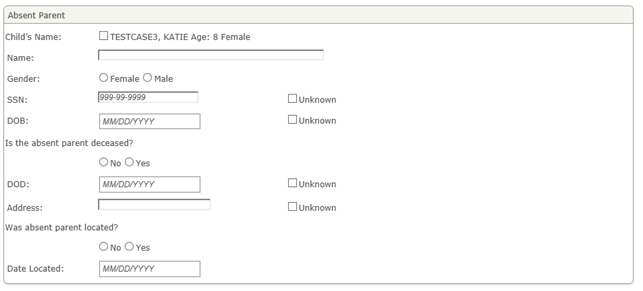 Absent Parent
Child's Name: TESTCASE3, KATIE Age: 8 Female
Name:
Gender: Female Male
SSN: 999-99-9999 Unknown
DOB: MM/DD/YYYY Unknown
Is the absent parent deceased?
No Yes
DOD: MM/DD/YYYY Unknown
Address: Unknown
Was absent parent located?
No Yes
Date Located: MM/DD/YYYY